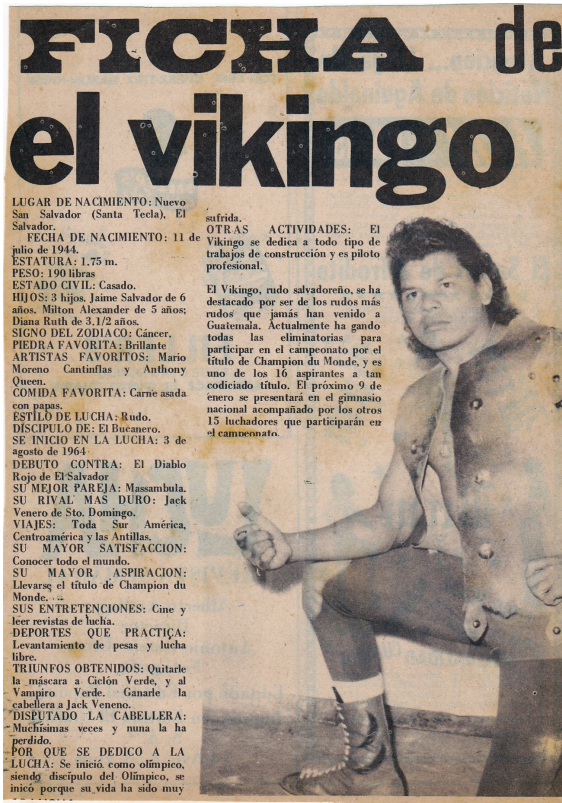 FICHA de
el vikingo
LUGAR DE NACIMIENTO: Nuevo
San Salvador (Santa Tecla), El
Salvador.
FECHA DE NACIMIENTO: 11 de
julio de 1944.
ESTATURA: 1.75 m.
PESO: 190 libras
ESTADO CIVIL: Casado.
HIJOS: 3 hijos. Jaime Salvador de 6
años. Milton Alexander de 5 años;
Diana Ruth de 3.1/2 años.
SIGNO DEL ZODIACO: Cáncer.
PIEDRA FAVORITA: Brillante
ARTISTAS FAVORITOS: Mario
Moreno Cantinflas y Anthony
Queen.
COMIDA FAVORITA: Carne asada
con papas.
ESTILO DE LUCHA: Rudo.
DISCIPULO DE: El Bucanero.
SE INICIO EN LA LUCHA: 3 de
agosto de 1964
DEBUTO CONTRA: El Diablo
Rojo de El Salvador
SU MEJOR PAREJA: Massambula.
SU RIVAL MAS DURO: Jack
Venero de Sto. Domingo.
VIAJES: Toda Sur América,
Centroamérica y las Antillas.
SU MAYOR SATISFACCION:
Conocer todo el mundo.
SU MAYOR ASPIRACION:
Llevarse el título de Champion du
Monde.
SUS ENTRETENCIONES: Cine y
leer revistas de lucha.
DEPORTES QUE PRACTICA:
Levantamiento de pesas y lucha
libre.
TRIUNFOS OBTENIDOS: Quitarle
la máscara a Ciclón Verde, y al
Vampiro Verde. Ganarle la
cabellera a Jack Veneno.
DISPUTADO LA CABELLERA:
Muchísimas veces y nuna la ha
perdido.
POR QUE SE DEDICO A LA
LUCHA: Se inició como olímpico,
siendo discípulo del Olímpico, se
inicó porque su vida ha sido muy
sufrida.
OTRAS ACTIVIDADES: El
Vikingo se dedica a todo tipo de
trabajos de construcción y es piloto
profesional.
El Vikingo, rudo salvadoreño, se ha
destacado por ser de los rudos más
rudos que jamás han venido a
Guatemala. Actualmente ha gando
todas las eliminatorias para
participar en el campeonato por el
título de Champion du Monde, y es
uno de los 16 aspirantes a tan
codiciado título. El próximo 9 de
enero se presentará en el gimnasio
nacional acompañado por los otros
15 luchadores que participarán en
el campeonato.